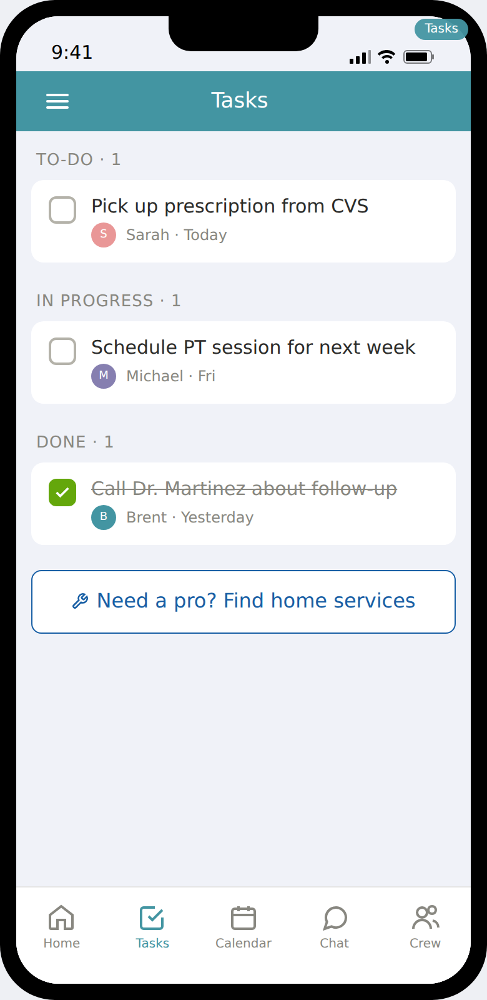 Tasks
9:41
Tasks
TO-DO · 1
Pick up prescription from CVS
S Sarah · Today
IN PROGRESS · 1
Schedule PT session for next week
M Michael · Fri
DONE · 1
Call Dr. Martinez about follow-up
B Brent · Yesterday
Need a pro? Find home services
Home Tasks Calendar Chat Crew